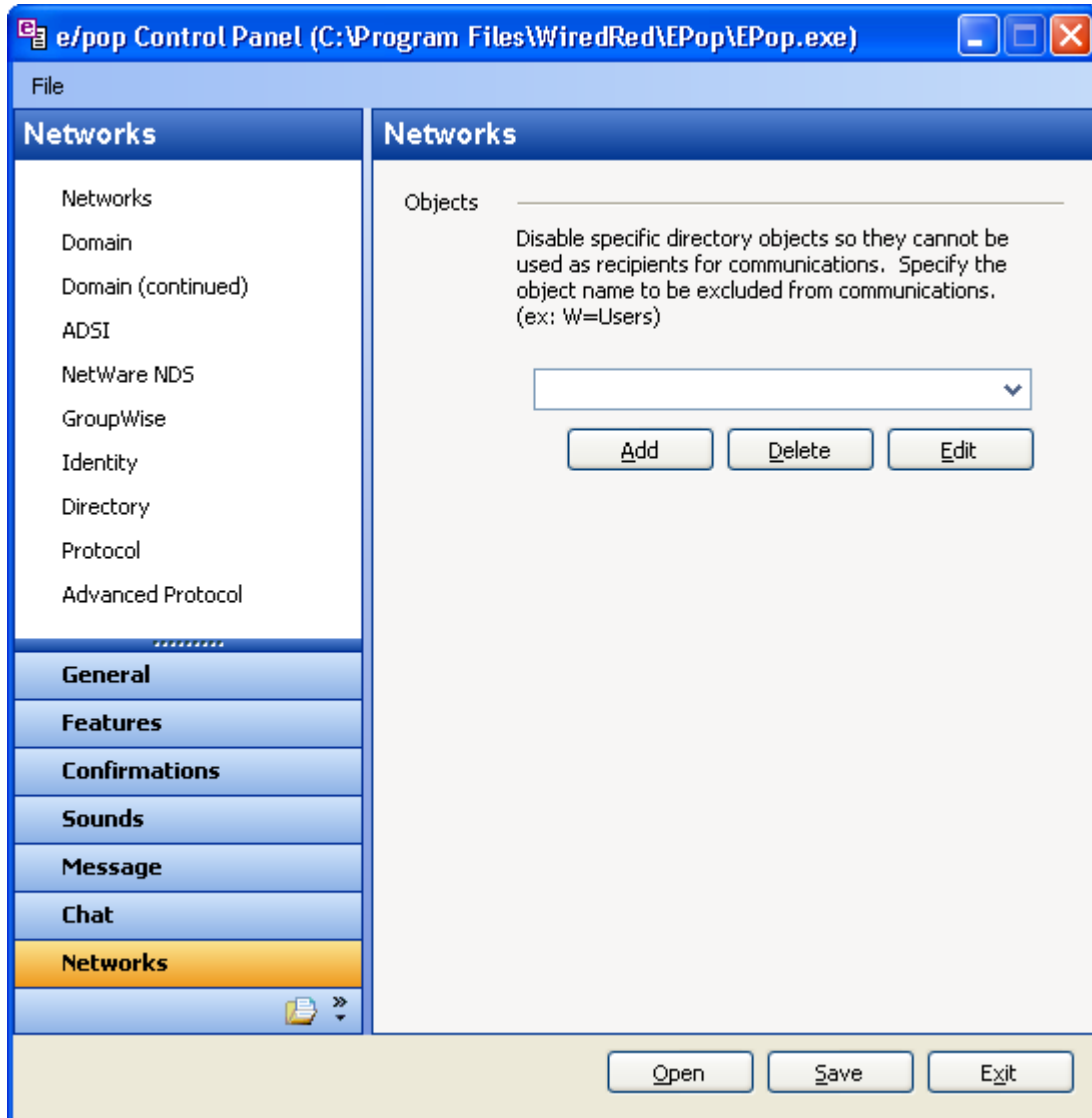 e/pop Control Panel (C:\Program Files\WiredRed\EPop\EPop.exe)
File
Networks
Networks
Domain
Domain (continued)
ADSI
NetWare NDS
GroupWise
Identity
Directory
Protocol
Advanced Protocol
General
Features
Confirmations
Sounds
Message
Chat
Networks
Networks
Objects
Disable specific directory objects so they cannot be
used as recipients for communications.  Specify the
object name to be excluded from communications.
(ex: W=Users)
Add Delete Edit
Open Save Exit